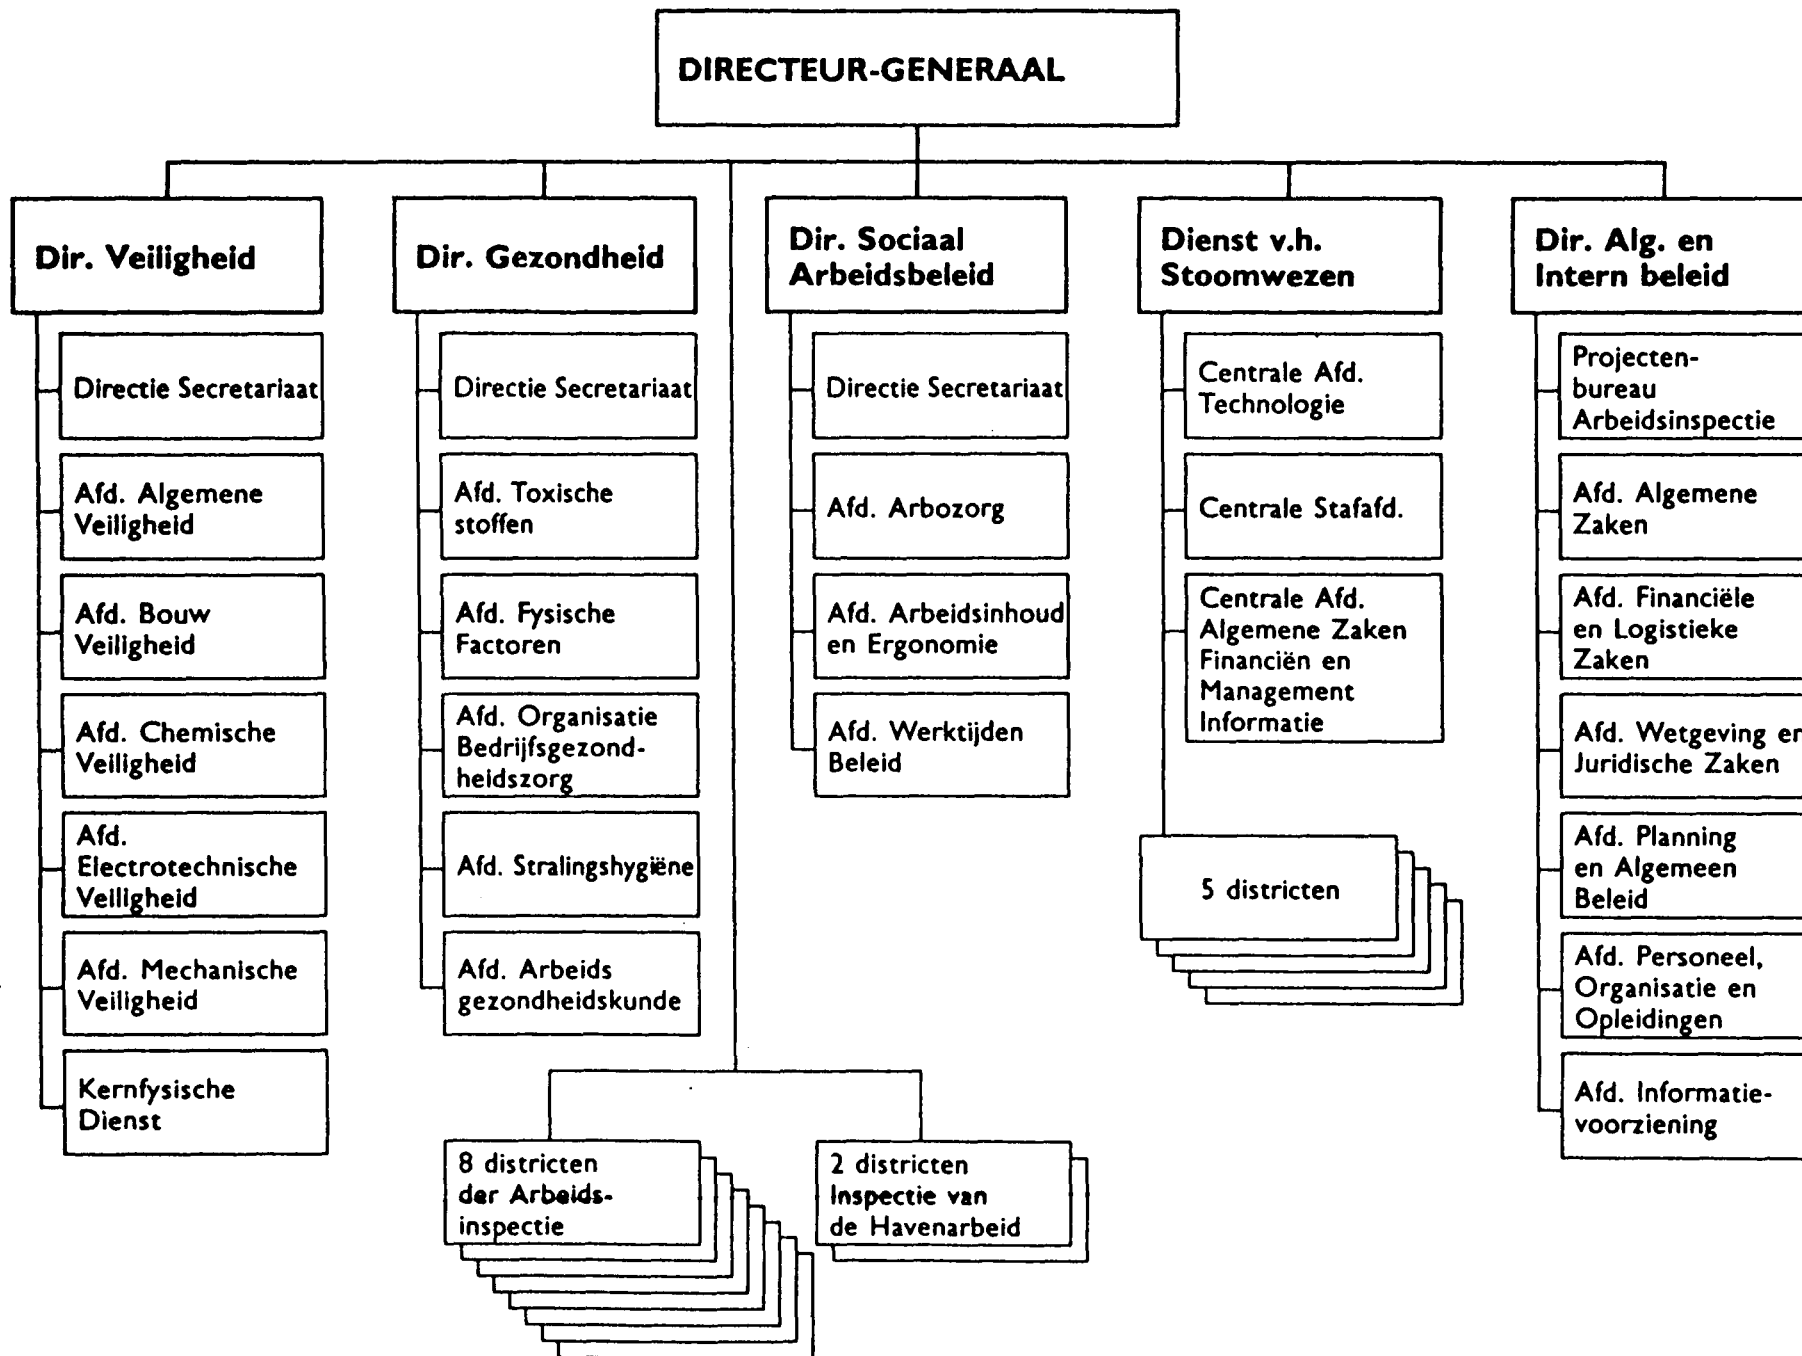 DIRECTEUR-GENERAAL
Dir. Veiligheid
Directie Secretariaat
Afd. Algemene
Veiligheid
Afd. Bouw
Veiligheid
Afd. Chemische
Veiligheid
Afd.
Electrotechnische
Veiligheid
Afd. Mechanische
Veiligheid
Kernfysische
Dienst
Dir. Gezondheid
Directie Secretariaat
Afd. Toxische
stoffen
Afd. Fysische
Factoren
Afd. Organisatie
Bedrijfsgezond-
heidszorg
Afd. Stralingshygiëne
Afd. Arbeids
gezondheidskunde
8 districten
der Arbeids-
inspectie
2 districten
Inspectie van
de Havenarbeid
Dir. Sociaal
Arbeidsbeleid
Directie Secretariaat
Afd. Arbozorg
Afd. Arbeidsinhoud
en Ergonomie
Afd. Werktijden
Beleid
Dienst v.h.
Stoomwezen
Centrale Afd.
Technologie
Centrale Stafafd.
Centrale Afd.
Algemene Zaken
Financiën en
Management
Informatie
5 districten
Dir. Alg. en
Intern beleid
Projecten-
bureau
Arbeidsinspectie
Afd. Algemene
Zaken
Afd. Financiële
en Logistieke
Zaken
Afd. Wetgeving en
Juridische Zaken
Afd. Planning
en Algemeen
Beleid
Afd. Personeel,
Organisatie en
Opleidingen
Afd. Informatie-
voorziening